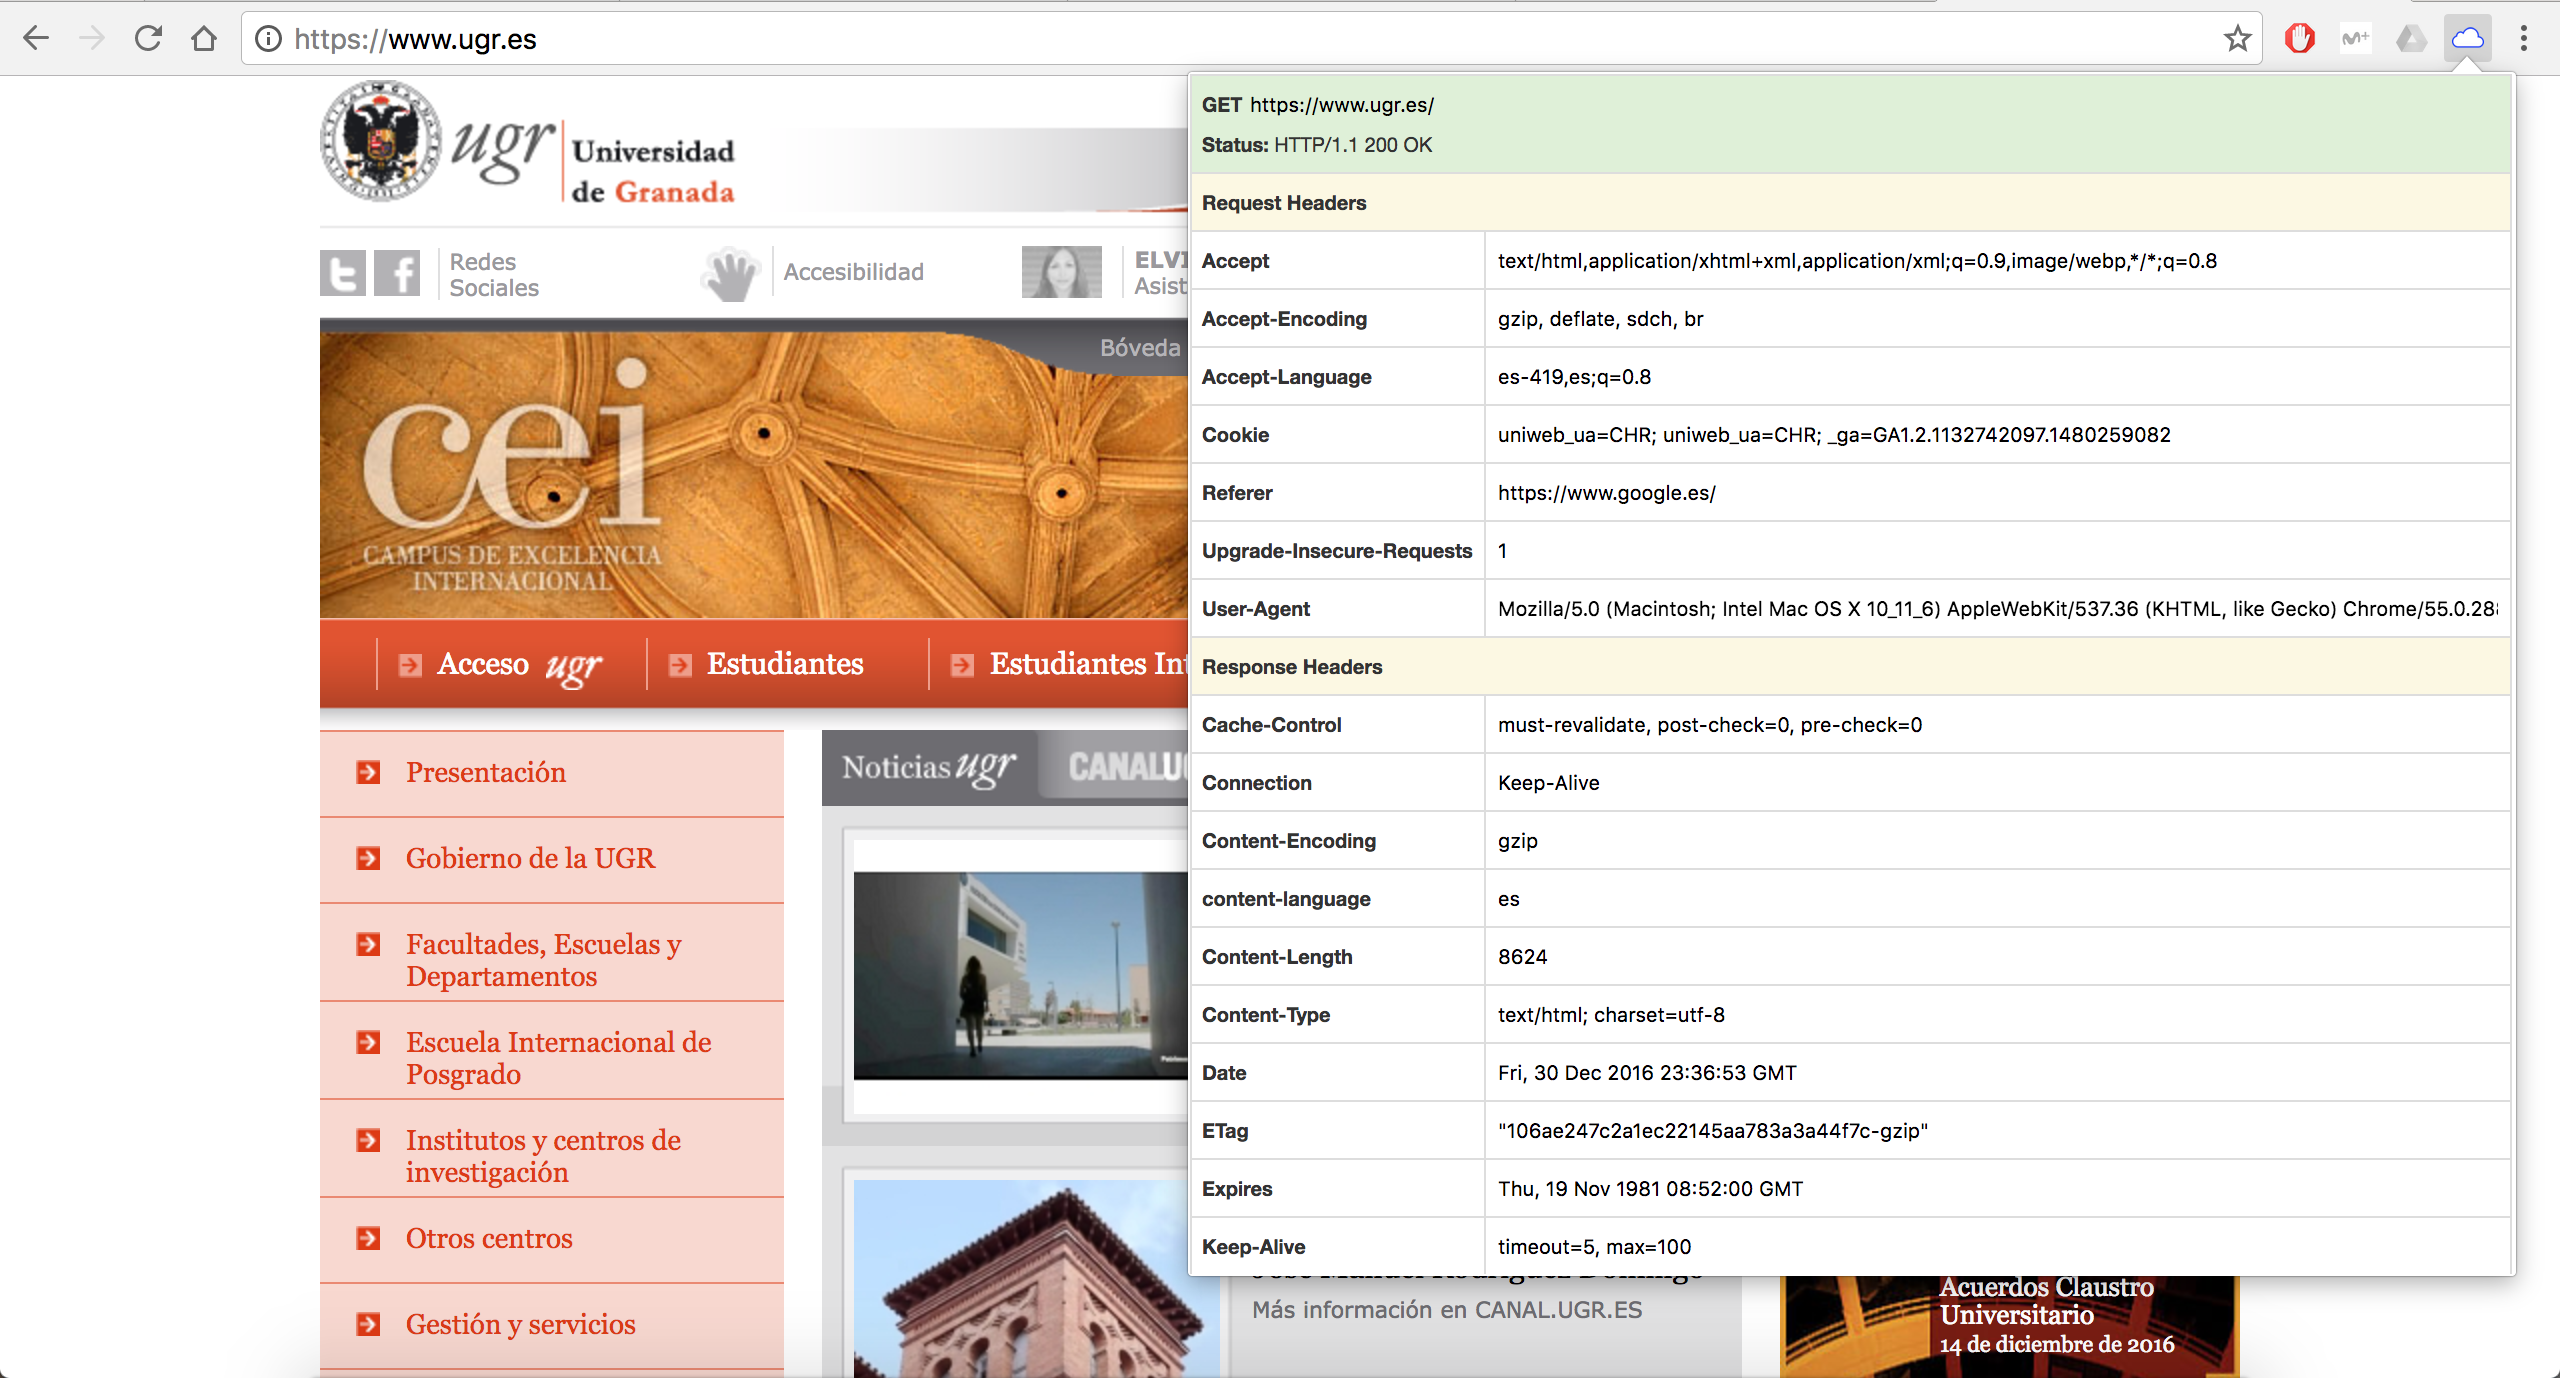 https://www.ugr.es
ugr Universidad
de Granada
Redes
Sociales
Accesibilidad
ELVI
Asist
Bóveda
cei
CAMPUS DE EXCELENCIA
INTERNACIONAL
Acceso ugr
Estudiantes
Estudiantes Int
Presentación
Gobierno de la UGR
Facultades, Escuelas y
Departamentos
Escuela Internacional de
Posgrado
Institutos y centros de
investigación
Otros centros
Gestión y servicios
Noticias ugr
CANALUG
GET https://www.ugr.es/
Status: HTTP/1.1 200 OK
Request Headers
Accept text/html,application/xhtml+xml,application/xml;q=0.9,image/webp,*/*;q=0.8
Accept-Encoding gzip, deflate, sdch, br
Accept-Language es-419,es;q=0.8
Cookie uniweb_ua=CHR; uniweb_ua=CHR; _ga=GA1.2.1132742097.1480259082
Referer https://www.google.es/
Upgrade-Insecure-Requests 1
User-Agent Mozilla/5.0 (Macintosh; Intel Mac OS X 10_11_6) AppleWebKit/537.36 (KHTML, like Gecko) Chrome/55.0.288
Response Headers
Cache-Control must-revalidate, post-check=0, pre-check=0
Connection Keep-Alive
Content-Encoding gzip
content-language es
Content-Length 8624
Content-Type text/html; charset=utf-8
Date Fri, 30 Dec 2016 23:36:53 GMT
ETag "106ae247c2a1ec22145aa783a3a44f7c-gzip"
Expires Thu, 19 Nov 1981 08:52:00 GMT
Keep-Alive timeout=5, max=100
José Manuel Rodríguez Domingo
Más información en CANAL.UGR.ES
Acuerdos Claustro
Universitario
14 de diciembre de 2016